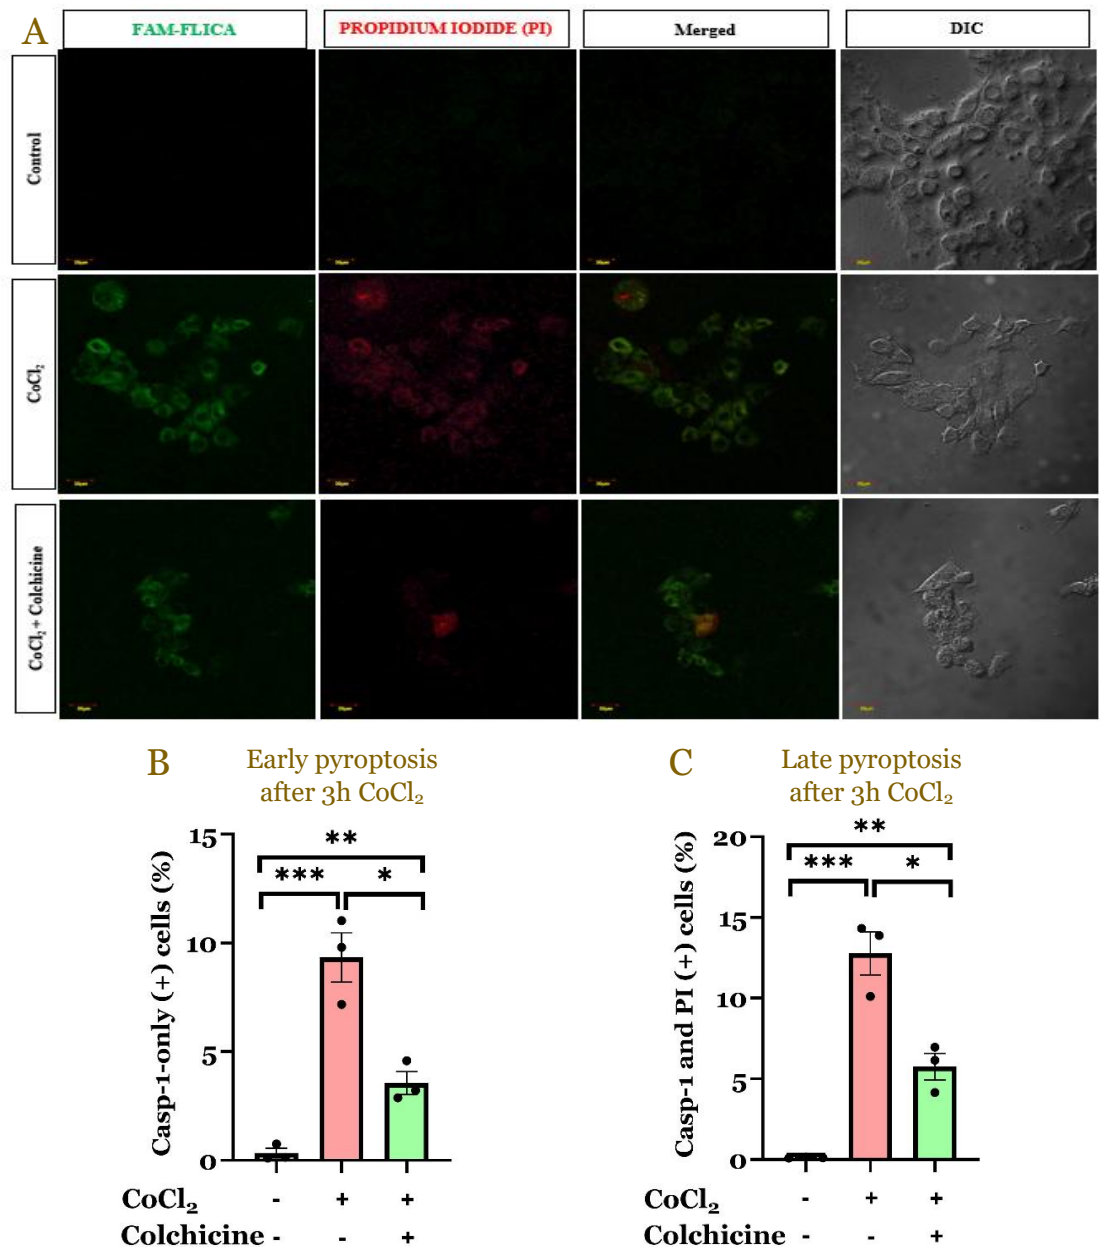 A
FAM-FLICA
PROPIDIUM IODIDE (PI)
Merged
DIC
Control
CoCl₂
CoCl₂ + Colchicine
B
Early pyroptosis
after 3h CoCl₂
Casp-1-only (+) cells (%)
15
10
5
0
**
***
*
CoCl₂ - + +
Colchicine - - +
C
Late pyroptosis
after 3h CoCl₂
Casp-1 and PI (+) cells (%)
20
15
10
5
0
**
***
*
CoCl₂ - + +
Colchicine - - +